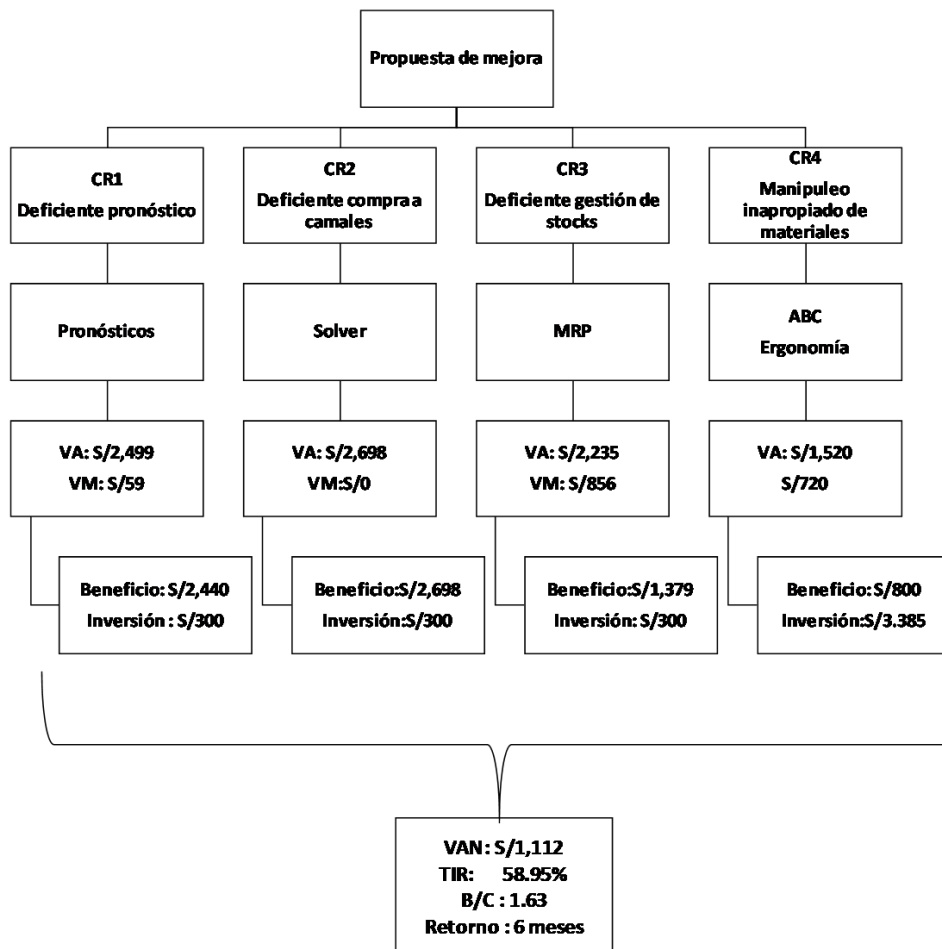 Propuesta de mejora
CR1
Deficiente pronóstico
CR2
Deficiente compra a
camales
CR3
Deficiente gestión de
stocks
CR4
Manipuleo
inapropiado de
materiales
Pronósticos
Solver
MRP
ABC
Ergonomía
VA: S/2,499
VM: S/59
VA: S/2,698
VM:S/0
VA: S/2,235
VM: S/856
VA: S/1,520
S/720
Beneficio: S/2,440
Inversión : S/300
Beneficio:S/2,698
Inversión:S/300
Beneficio:S/1,379
Inversión: S/300
Beneficio: S/800
Inversión:S/3.385
VAN: S/1,112
TIR: 58.95%
B/C : 1.63
Retorno : 6 meses